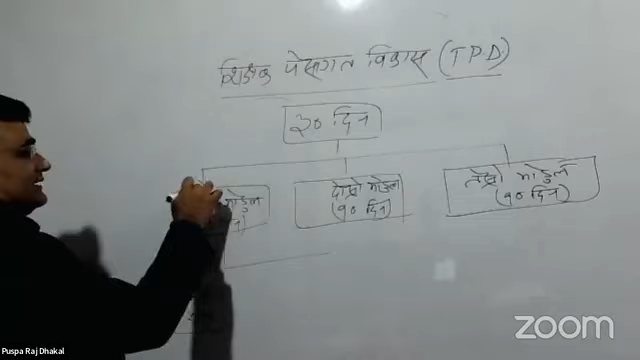 शिक्षक पेसागत विकास (TPD)
३० दिन
मोडुल
दोस्रो मोडुल
(१० दिन)
तेस्रो मोडुल
(१० दिन)
zoom
Puspa Raj Dhakal